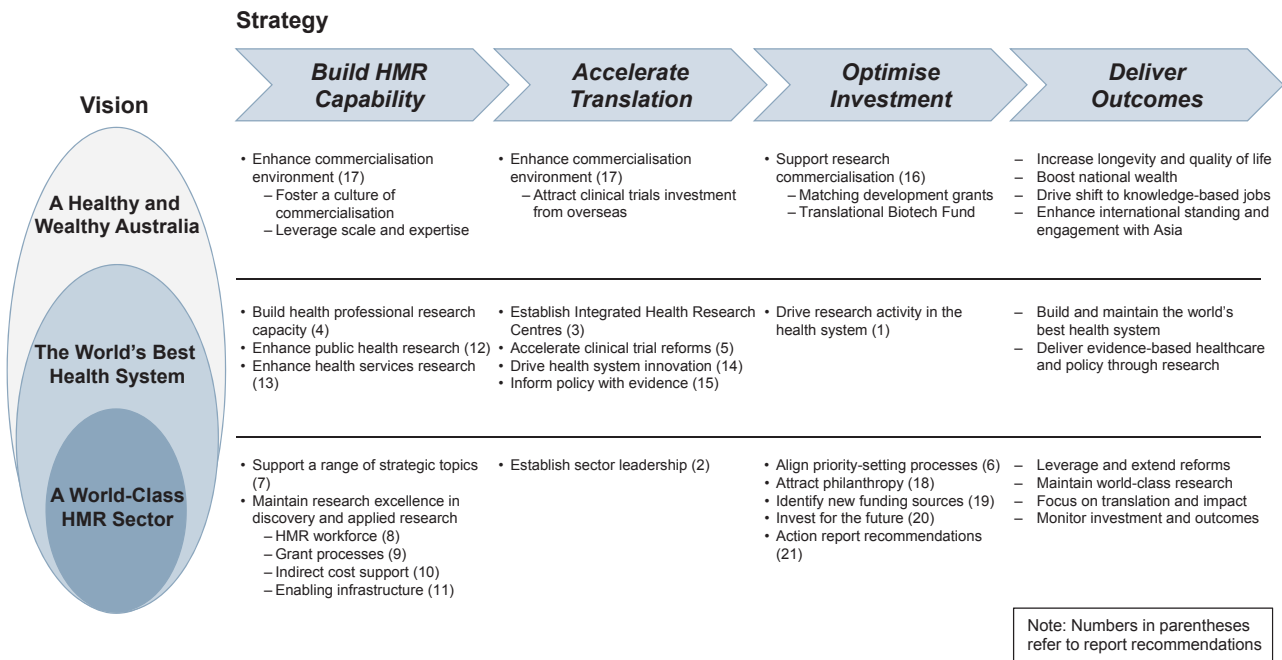 Strategy
Vision
Build HMR
Capability
Accelerate
Translation
Optimise
Investment
Deliver
Outcomes
A Healthy and
Wealthy Australia
• Enhance commercialisation
environment (17)
– Foster a culture of
commercialisation
– Leverage scale and expertise
• Enhance commercialisation
environment (17)
– Attract clinical trials investment
from overseas
• Support research
commercialisation (16)
– Matching development grants
– Translational Biotech Fund
– Increase longevity and quality of life
– Boost national wealth
– Drive shift to knowledge-based jobs
– Enhance international standing and
engagement with Asia
The World's Best
Health System
• Build health professional research
capacity (4)
• Enhance public health research (12)
• Enhance health services research
(13)
• Establish Integrated Health Research
Centres (3)
• Accelerate clinical trial reforms (5)
• Drive health system innovation (14)
• Inform policy with evidence (15)
• Drive research activity in the
health system (1)
– Build and maintain the world's
best health system
– Deliver evidence-based healthcare
and policy through research
A World-Class
HMR Sector
• Support a range of strategic topics
(7)
• Maintain research excellence in
discovery and applied research
– HMR workforce (8)
– Grant processes (9)
– Indirect cost support (10)
– Enabling infrastructure (11)
• Establish sector leadership (2)
• Align priority-setting processes (6)
• Attract philanthropy (18)
• Identify new funding sources (19)
• Invest for the future (20)
• Action report recommendations
(21)
– Leverage and extend reforms
– Maintain world-class research
– Focus on translation and impact
– Monitor investment and outcomes
Note: Numbers in parentheses
refer to report recommendations